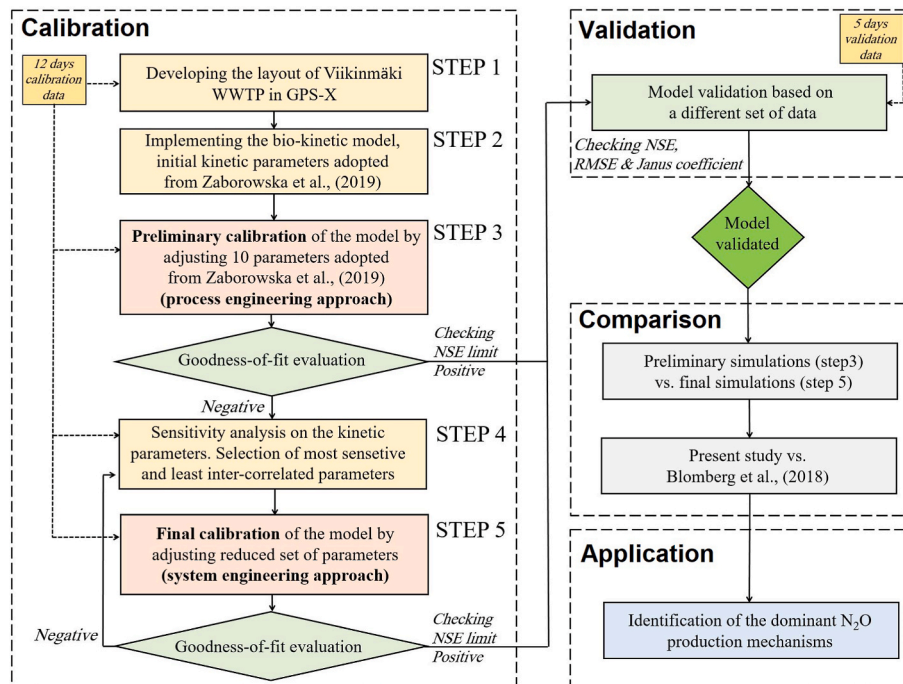 Calibration
12 days
calibration
data
STEP 1
Developing the layout of Viikinmäki
WWTP in GPS-X
STEP 2
Implementing the bio-kinetic model,
initial kinetic parameters adopted
from Zaborowska et al., (2019)
STEP 3
Preliminary calibration of the model by
adjusting 10 parameters adopted
from Zaborowska et al., (2019)
(process engineering approach)
Goodness-of-fit evaluation
Checking
NSE limit
Positive
Negative
STEP 4
Sensitivity analysis on the kinetic
parameters. Selection of most sensetive
and least inter-correlated parameters
STEP 5
Final calibration of the model by
adjusting reduced set of parameters
(system engineering approach)
Negative
Goodness-of-fit evaluation
Checking
NSE limit
Positive
Validation
5 days
validation
data
Model validation based on
a different set of data
Checking NSE,
RMSE & Janus coefficient
Model
validated
Comparison
Preliminary simulations (step3)
vs. final simulations (step 5)
Present study vs.
Blomberg et al., (2018)
Application
Identification of the dominant N₂O
production mechanisms